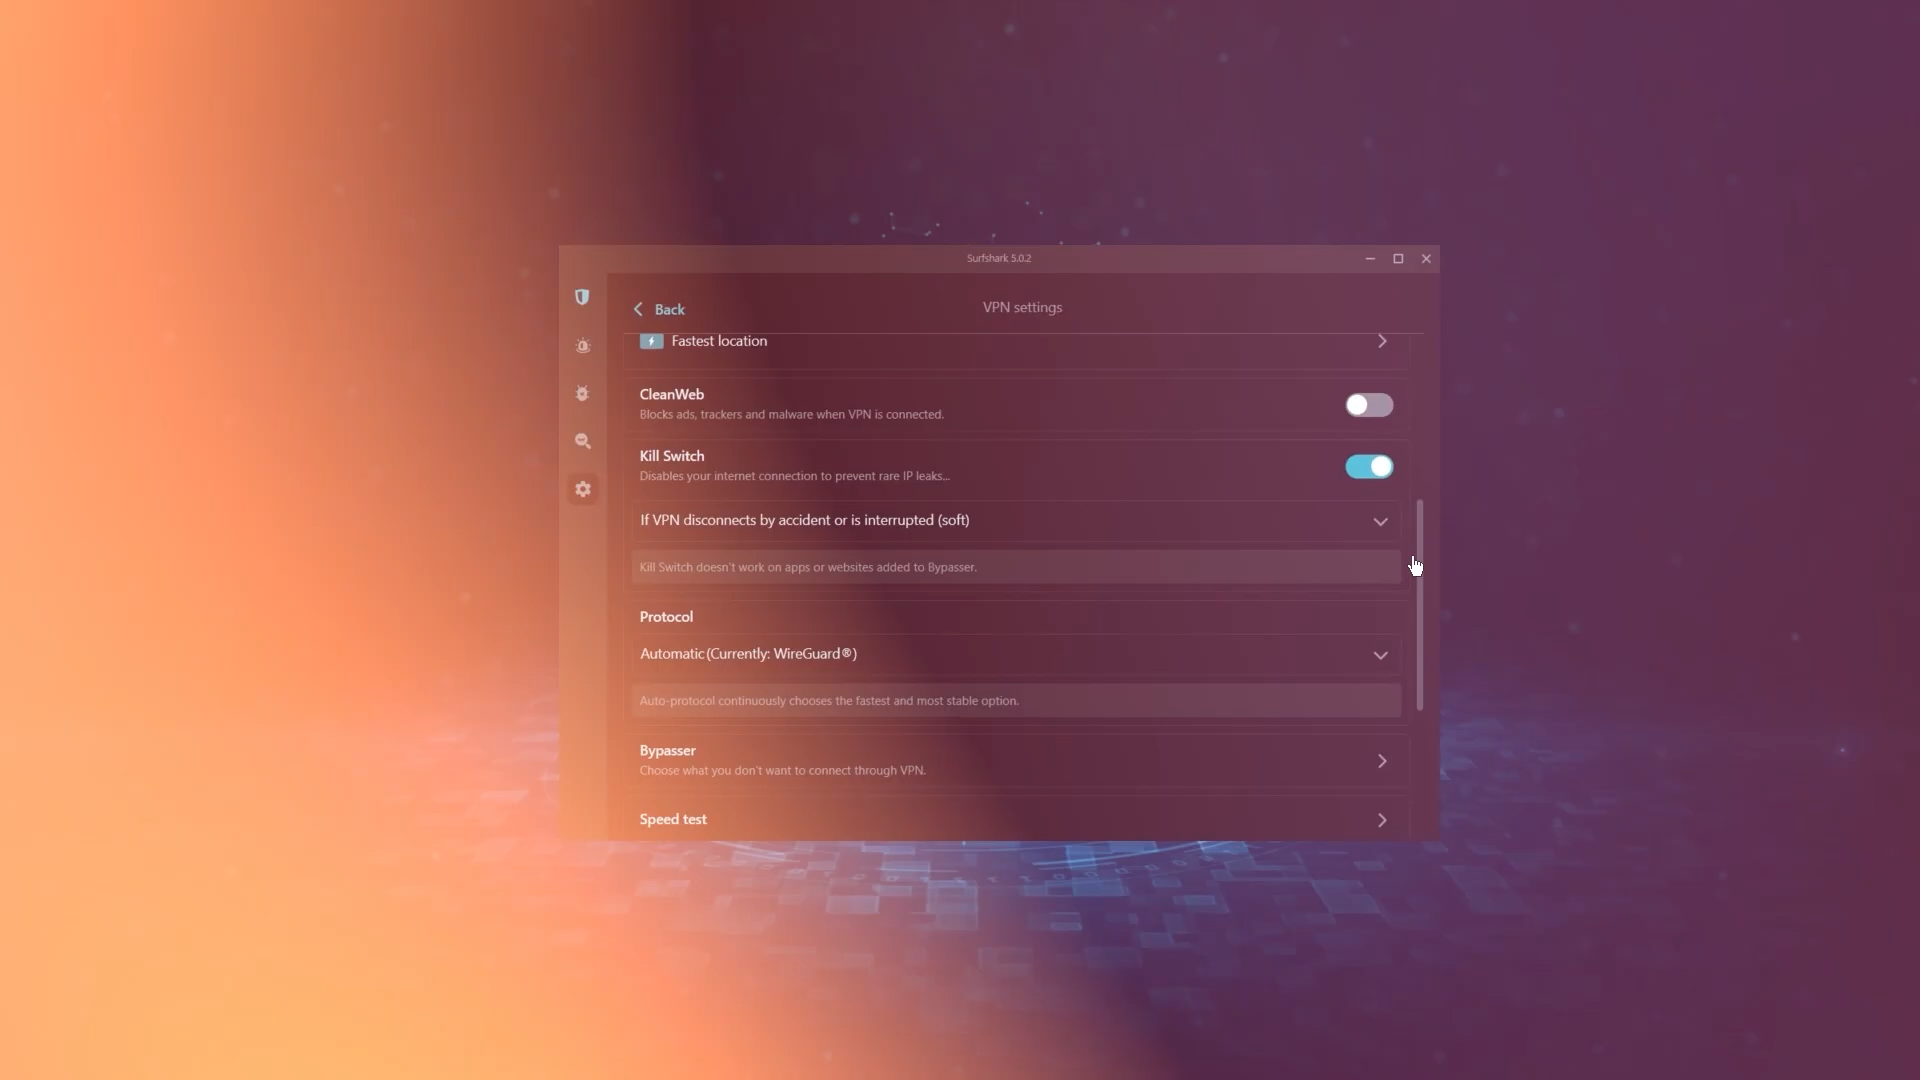 Surfshark 5.0.2
Back
VPN settings
Fastest location
CleanWeb
Blocks ads, trackers and malware when VPN is connected.
Kill Switch
Disables your internet connection to prevent rare IP leaks...
If VPN disconnects by accident or is interrupted (soft)
Kill Switch doesn't work on apps or websites added to Bypasser.
Protocol
Automatic(Currently: WireGuard®)
Auto-protocol continuously chooses the fastest and most stable option.
Bypasser
Choose what you don't want to connect through VPN.
Speed test